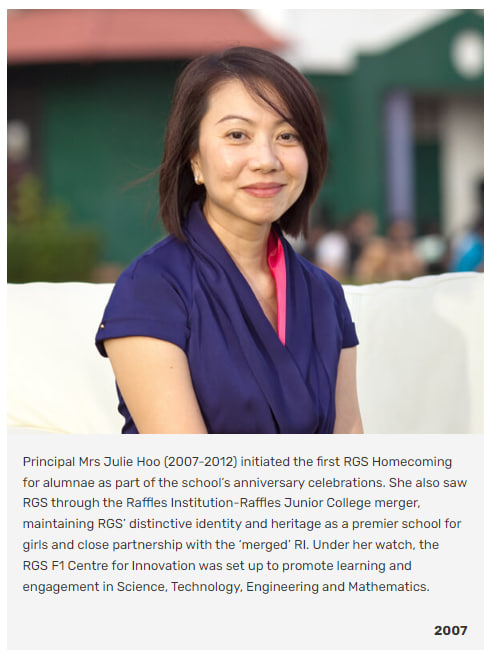 Principal Mrs Julie Hoo (2007-2012) initiated the first RGS Homecoming
for alumnae as part of the school's anniversary celebrations. She also saw
RGS through the Raffles Institution-Raffles Junior College merger,
maintaining RGS' distinctive identity and heritage as a premier school for
girls and close partnership with the 'merged' RI. Under her watch, the
RGS F1 Centre for Innovation was set up to promote learning and
engagement in Science, Technology, Engineering and Mathematics.
2007